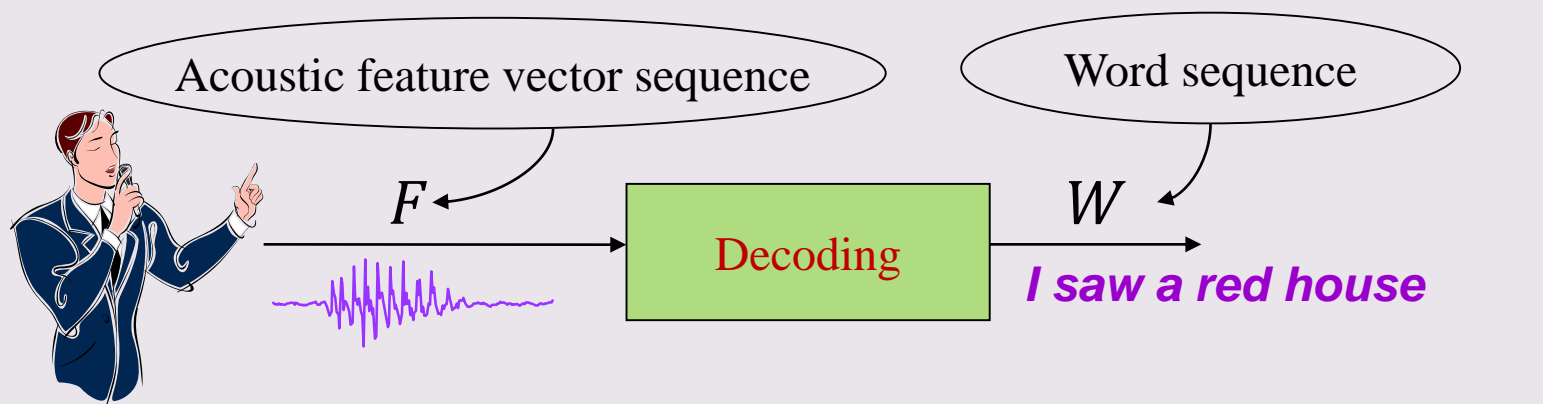 Acoustic feature vector sequence
Word sequence
F
W
Decoding
I saw a red house